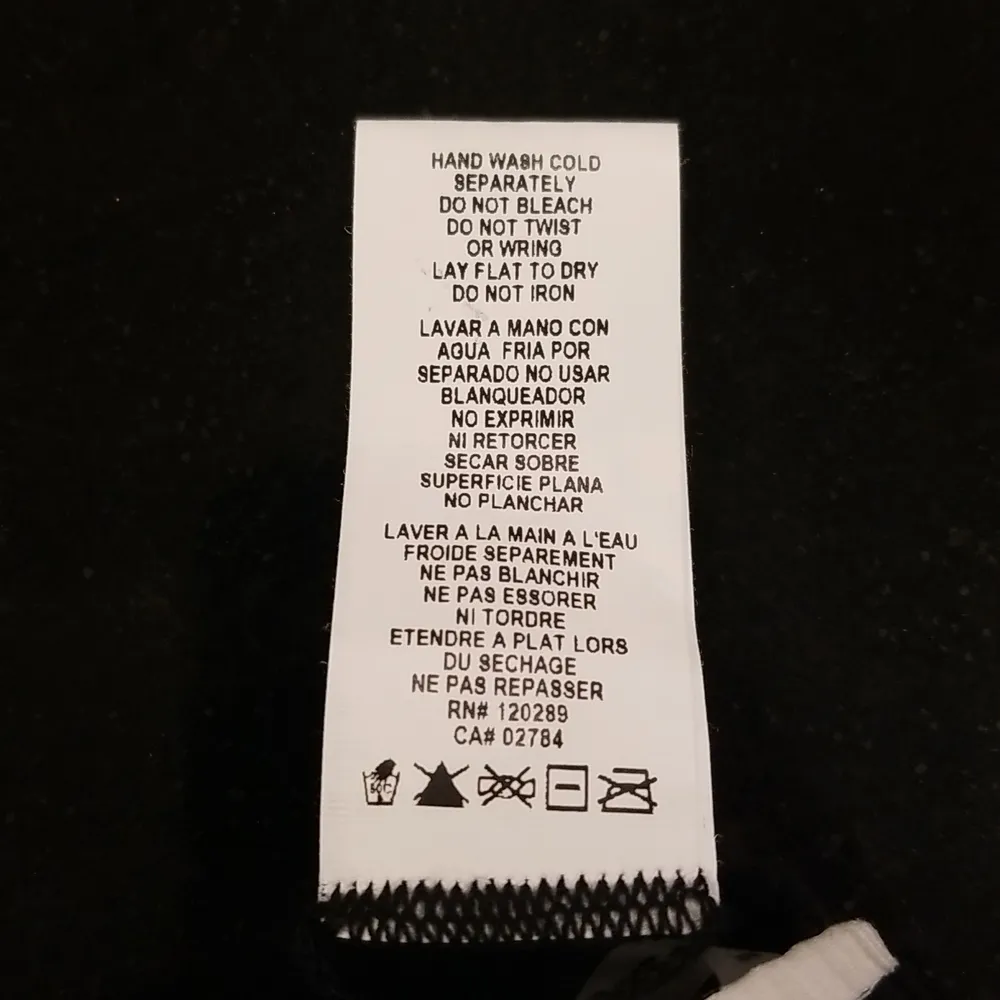 HAND WASH COLD
SEPARATELY
DO NOT BLEACH
DO NOT TWIST
OR WRING
LAY FLAT TO DRY
DO NOT IRON
LAVAR A MANO CON
AGUA FRIA POR
SEPARADO NO USAR
BLANQUEADOR
NO EXPRIMIR
NI RETORCER
SECAR SOBRE
SUPERFICIE PLANA
NO PLANCHAR
LAVER A LA MAIN A L'EAU
FROIDE SEPAREMENT
NE PAS BLANCHIR
NE PAS ESSORER
NI TORDRE
ETENDRE A PLAT LORS
DU SECHAGE
NE PAS REPASSER
RN# 120289
CA# 02784